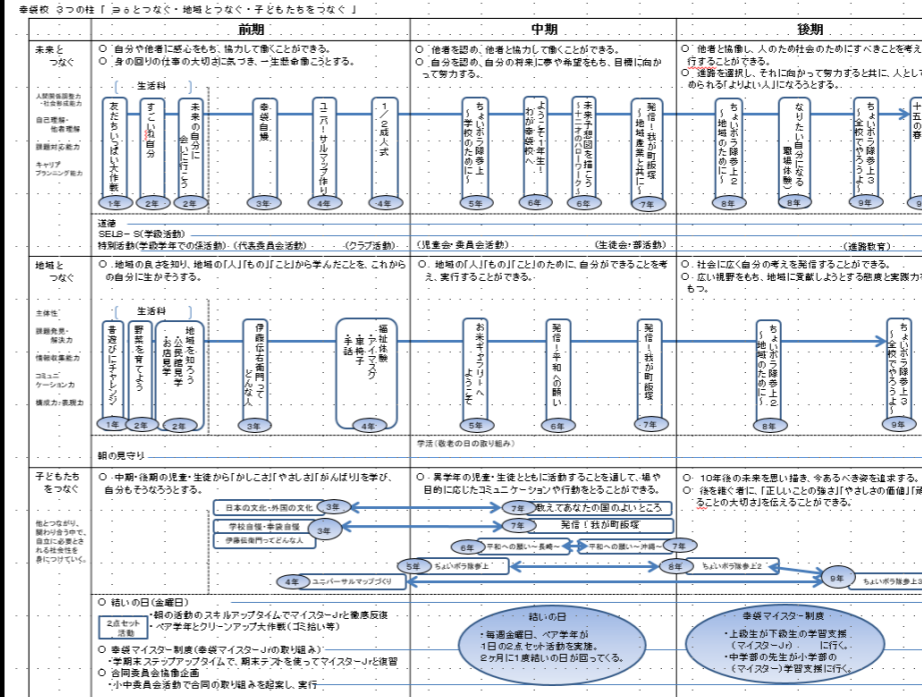 幸袋校 3つの柱「
とつなぐ・地域とつなぐ・子どもたちをつなぐ 」
前期
中期
後期
未来と
つなぐ
○ 自分や他者に感心をもち、協力して働くことができる。
○ 身の回りの仕事の大切さに気づき、一生懸命働こうとする。
○ 他者を認め、他者と協力して働くことができる。
○ 自分を認め、自分の将来に夢や希望をもち、目標に向か
って努力する。
○ 他者と協働し、人のため社会のためにすべきことを考え
行することができる。
○ 進路を選択し、それに向かって努力すると共に、人として
められる「よりよい人」になろうとする。
人間関係調整力
・社会形成能力
自己理解・
他者理解
課題対応能力
キャリア
プランニング能力
生活科
友だちいっぱい大作戦
1年
すごいね自分
2年
未来の自分に
会いに行こう
2年
幸袋自慢
3年
ユニバーサルマップ作り
4年
1/2成人式
4年
ちょいボラ隊参上
~学校のために~
5年
ようこそ1年生!
わが幸袋校へ
6年
未来予想図を描こう
~十二才のハローワーク~
6年
発信!我が町飯塚
~地域産業と共に~
7年
ちょいボラ隊参上2
~地域のために~
8年
なりたい自分になる
(職場体験)
8年
ちょいボラ隊参上3
~全校でやろうよ~
9年
十五の春
9
道徳
SEL8-S(学級活動)
特別活動(学級学年での係活動)
(代表委員会活動)
(クラブ活動)
(児童会・委員会活動)
(生徒会・部活動)
(進路教育)
地域と
つなぐ
○ 地域の良さを知り、地域の「人」「もの」「こと」から学んだことを、これから
の自分に生かそうする。
○ 地域の「人」「もの」「こと」のために、自分ができることを考
え、実行することができる。
○ 社会に広く自分の考えを発信することができる。
○ 広い視野をもち、地域に貢献しようとする態度と実践力を
もつ。
主体性
課題発見・
解決力
情報収集能力
コミュニ
ケーション力
構成力・表現力
生活科
昔遊びにチャレンジ
1年
野菜を育てよう
2年
地域を知ろう
・公民館見学
・お店見学
2年
伊藤伝右衛門って
どんな人
3年
福祉体験
・アイマスク
・車椅子
・手話
4年
お米ギャラリーへ
ようこそ
5年
発信!平和への願い
6年
発信!我が町飯塚
7年
ちょいボラ隊参上2
~地域のために~
8年
ちょいボラ隊参上3
~全校でやろうよ~
9年
朝の見守り
学活(敬老の日の取り組み)
子どもたち
をつなぐ
○ 中期・後期の児童・生徒から「かしこさ」「やさしさ」「がんばり」を学び、
自分もそうなろうとする。
○ 異学年の児童・生徒とともに活動することを通して、場や
目的に応じたコミュニケーションや行動をとることができる。
○ 10年後の未来を思い描き、今あるべき姿を追求する。
○ 後を継ぐ者に、「正しいことの強さ」「やさしさの価値」「
ることの大切さ」を伝えることができる。
他とつながり、
関わり合う中で、
自立に必要とさ
れる社会性を
身につけていく。
日本の文化・外国の文化 3年
7年 教えてあなたの国のよいところ
学校自慢・幸袋自慢
伊藤伝衛門ってどんな人
3年
7年 発信!我が町飯塚
6年 平和への願い~長崎~
平和への願い~沖縄~ 7年
5年 ちょいボラ隊参上
8年 ちょいボラ隊参上2
4年 ユニバーサルマップづくり
9年 ちょいボラ隊参上3
○ 結いの日(金曜日)
2点セット
活動
・朝の活動のスキルアップタイムでマイスターJrと徹底反復
・ペア学年とクリーンアップ大作戦(ゴミ拾い等)
○ 幸袋マイスター制度(幸袋マイスターJrの取り組み)
・学期末ステップアップタイムで、期末テストを使ってマイスターJrと復習
○ 合同委員会協働企画
・小中委員会活動で合同の取り組みを起案し、実行
結いの日
・毎週金曜日、ペア学年が
1日の2点セット活動を実施。
2ヶ月に1度結いの日が回ってくる。
幸袋マイスター制度
・上級生が下級生の学習支援
(マイスターJr) に行く。
・中学部の先生が小学部の
(マイスター)学習支援に行く。